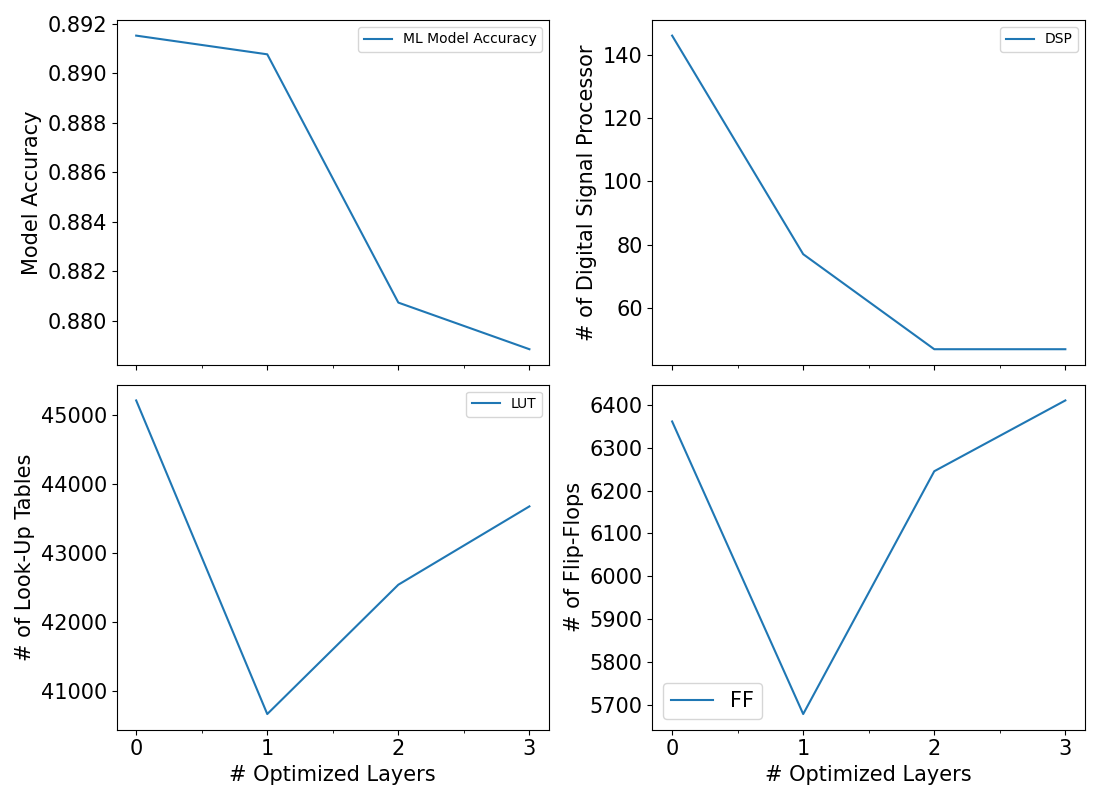 ML Model Accuracy
Model Accuracy
0.892
0.890
0.888
0.886
0.884
0.882
0.880
DSP
# of Digital Signal Processor
140
120
100
80
60
LUT
# of Look-Up Tables
45000
44000
43000
42000
41000
0 1 2 3
# Optimized Layers
FF
# of Flip-Flops
6400
6300
6200
6100
6000
5900
5800
5700
0 1 2 3
# Optimized Layers